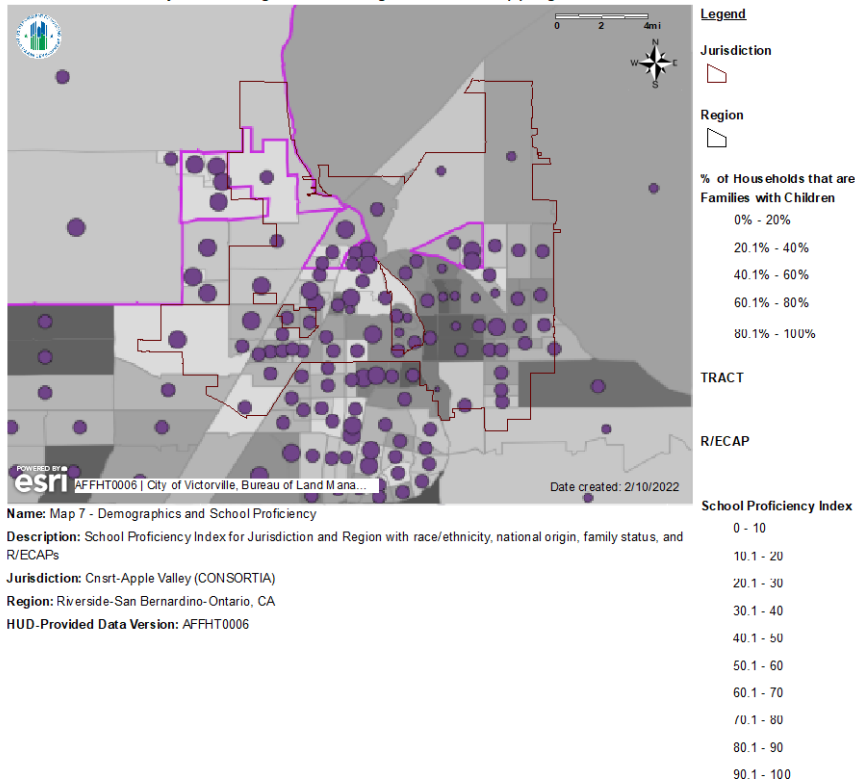 0 2 4mi
N
W E
S
POWERED BY
esri
AFFHT0006 | City of Victorville, Bureau of Land Mana...
Date created: 2/10/2022
Name: Map 7 - Demographics and School Proficiency
Description: School Proficiency Index for Jurisdiction and Region with race/ethnicity, national origin, family status, and
R/ECAPs
Jurisdiction: Cnsrt-Apple Valley (CONSORTIA)
Region: Riverside-San Bernardino-Ontario, CA
HUD-Provided Data Version: AFFHT0006
Legend
Jurisdiction
Region
% of Households that are
Families with Children
0% - 20%
20.1% - 40%
40.1% - 60%
60.1% - 80%
80.1% - 100%
TRACT
R/ECAP
School Proficiency Index
0 - 10
10.1 - 20
20.1 - 30
30.1 - 40
40.1 - 50
50.1 - 60
60.1 - 70
70.1 - 80
80.1 - 90
90.1 - 100